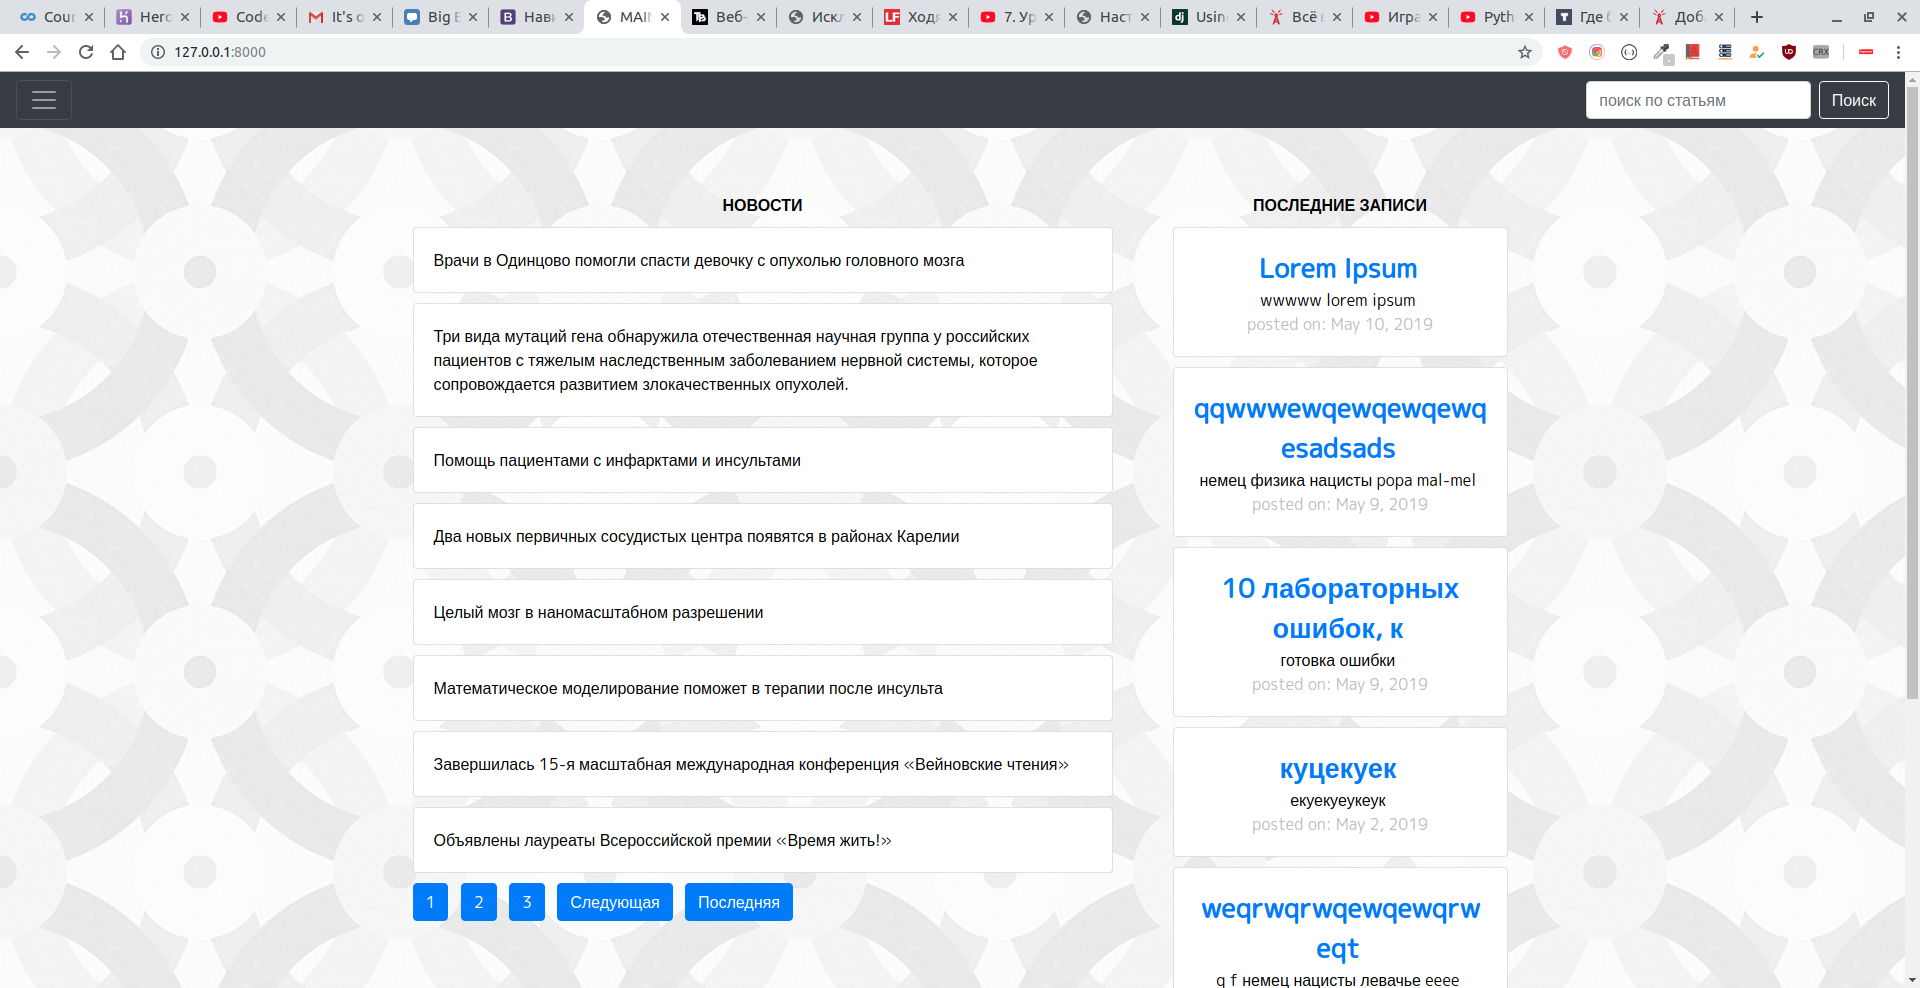 Cour
Него
Code
It's o
Big E
Нави
MAIN
Веб-
Искл
Ходя
7. Ур
Наст
Using
Всё
Игра
Pyth
Где
Доб
127.0.0.1:8000
поиск по статьям
Поиск
НОВОСТИ
Врачи в Одинцово помогли спасти девочку с опухолью головного мозга
Три вида мутаций гена обнаружила отечественная научная группа у российских
пациентов с тяжелым наследственным заболеванием нервной системы, которое
сопровождается развитием злокачественных опухолей.
Помощь пациентами с инфарктами и инсультами
Два новых первичных сосудистых центра появятся в районах Карелии
Целый мозг в наномасштабном разрешении
Математическое моделирование поможет в терапии после инсульта
Завершилась 15-я масштабная международная конференция «Вейновские чтения»
Объявлены лауреаты Всероссийской премии «Время жить!»
1 2 3 Следующая Последняя
ПОСЛЕДНИЕ ЗАПИСИ
Lorem Ipsum
wwwww lorem ipsum
posted on: May 10, 2019
qqwwwewqewqewqewq
esadsads
немец физика нацисты popa mal-mel
posted on: May 9, 2019
10 лабораторных
ошибок, к
готовка ошибки
posted on: May 9, 2019
куцекуек
екуекуеукеук
posted on: May 2, 2019
weqrwqrwqewqewqrw
eqt
q f немец нацисты левачье eeee